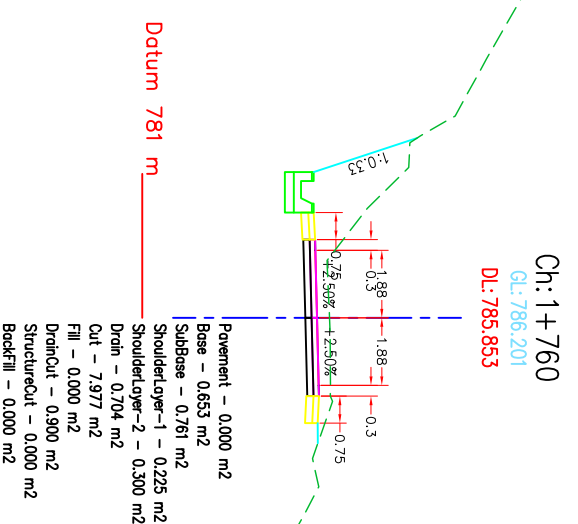 Ch:1+760
GL:786.201
DL:785.853
1:0.33
0.75
0.3
1.88
1.88
0.3
0.75
+2.50%
+2.50%
Datum 781 m
Pavement - 0.000 m2
Base - 0.653 m2
SubBase - 0.761 m2
ShoulderLayer-1 - 0.225 m2
ShoulderLayer-2 - 0.300 m2
Drain - 0.704 m2
Cut - 7.977 m2
Fill - 0.000 m2
DrainCut - 0.900 m2
StructureCut - 0.000 m2
BackFill - 0.000 m2